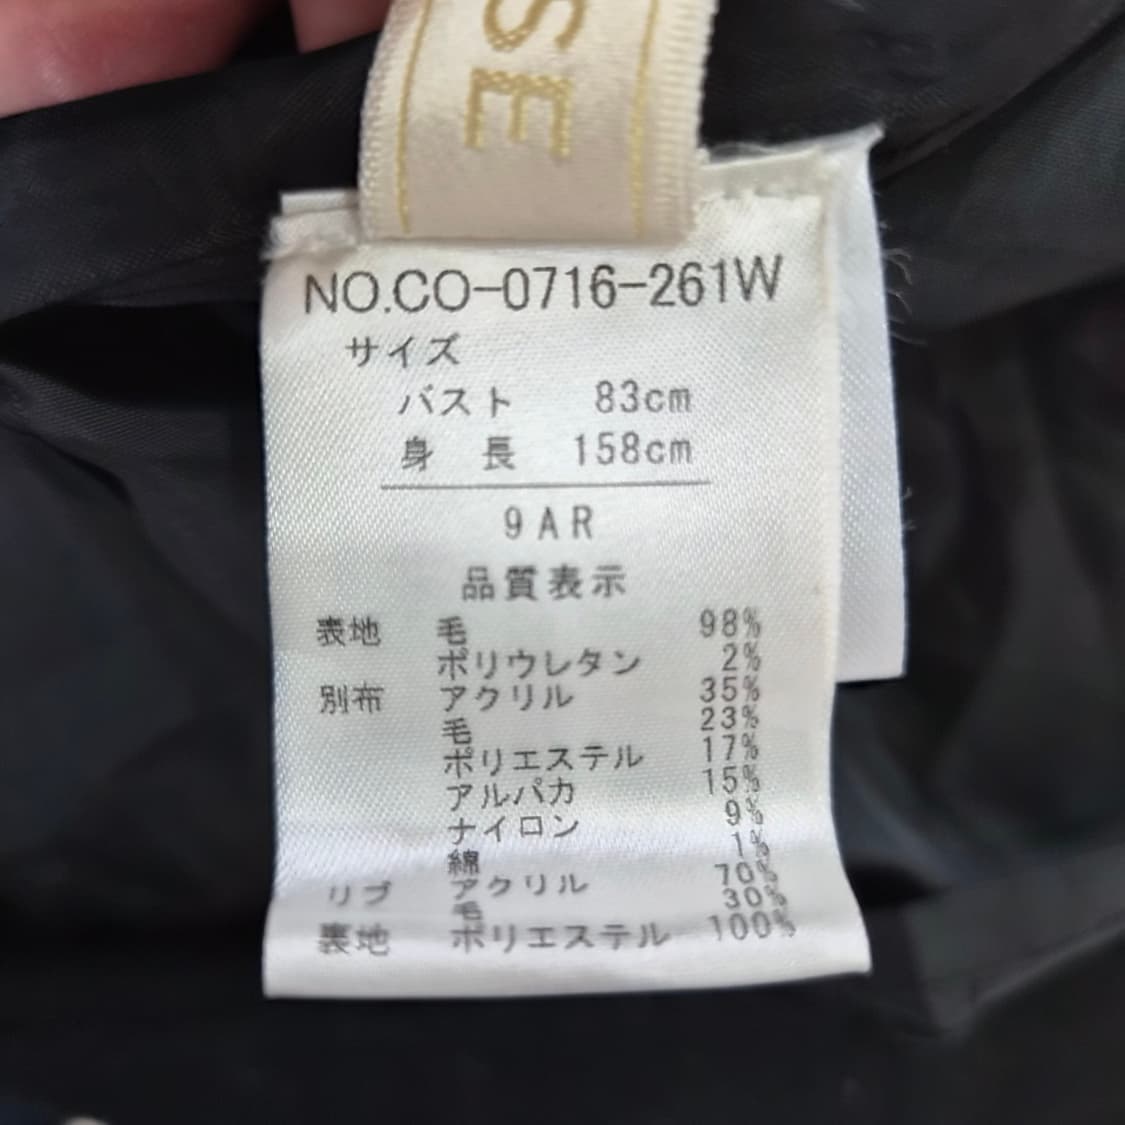 SE
NO.CO-0716-261W
サイズ
バスト 83cm
身 長 158cm
9AR
品質表示
表地 毛 98%
ポリウレタン 2%
別布 アクリル 35%
毛 23%
ポリエステル 17%
アルパカ 15%
ナイロン 9%
綿 1%
リブ アクリル 70%
毛 30%
裏地 ポリエステル 100%